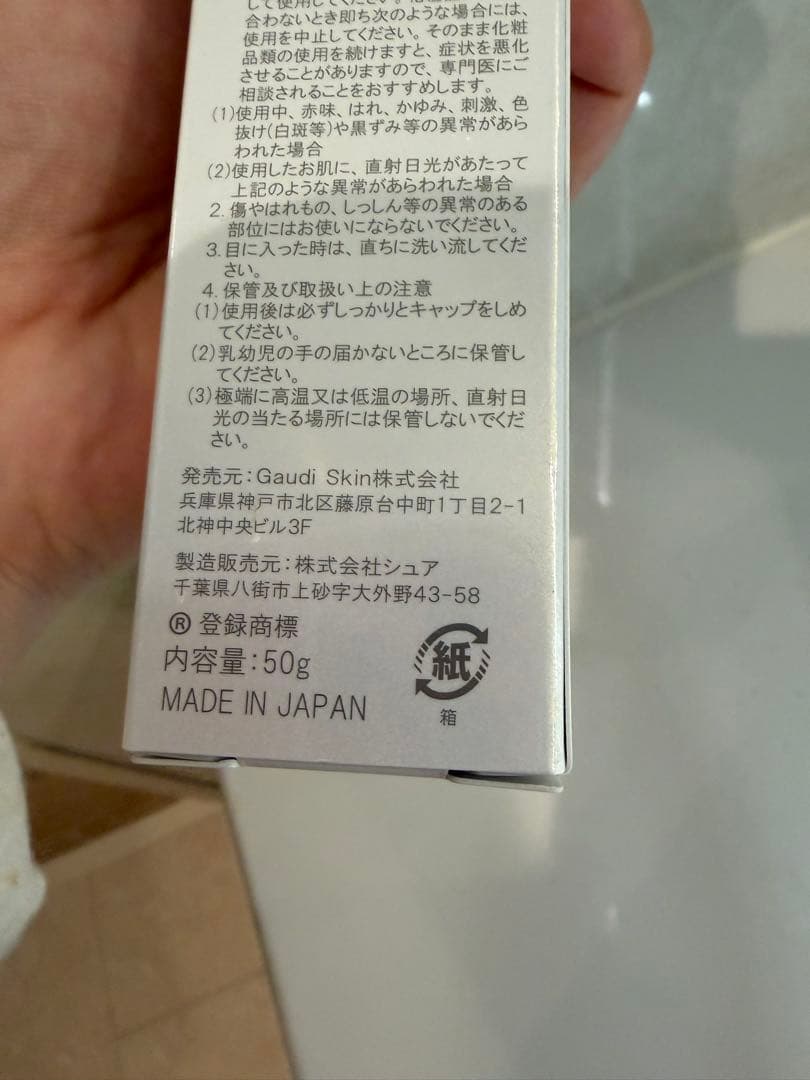 して使用してください。
合わないとき即ち次のような場合には、
使用を中止してください。そのまま化粧
品類の使用を続けますと、症状を悪化
させることがありますので、専門医にご
相談されることをおすすめします。
(1)使用中、赤味、はれ、かゆみ、刺激、色
抜け(白斑等)や黒ずみ等の異常があら
われた場合
(2)使用したお肌に、直射日光があたって
上記のような異常があらわれた場合
2. 傷やはれもの、しっしん等の異常のある
部位にはお使いにならないでください。
3. 目に入った時は、直ちに洗い流してくだ
さい。
4. 保管及び取扱い上の注意
(1)使用後は必ずしっかりとキャップをしめ
てください。
(2)乳幼児の手の届かないところに保管し
てください。
(3)極端に高温又は低温の場所、直射日
光の当たる場所には保管しないでくだ
さい。
発売元：Gaudi Skin株式会社
兵庫県神戸市北区藤原台中町1丁目2-1
北神中央ビル3F
製造販売元：株式会社シュア
千葉県八街市上砂字大外野43-58
® 登録商標
内容量：50g
MADE IN JAPAN
紙
箱